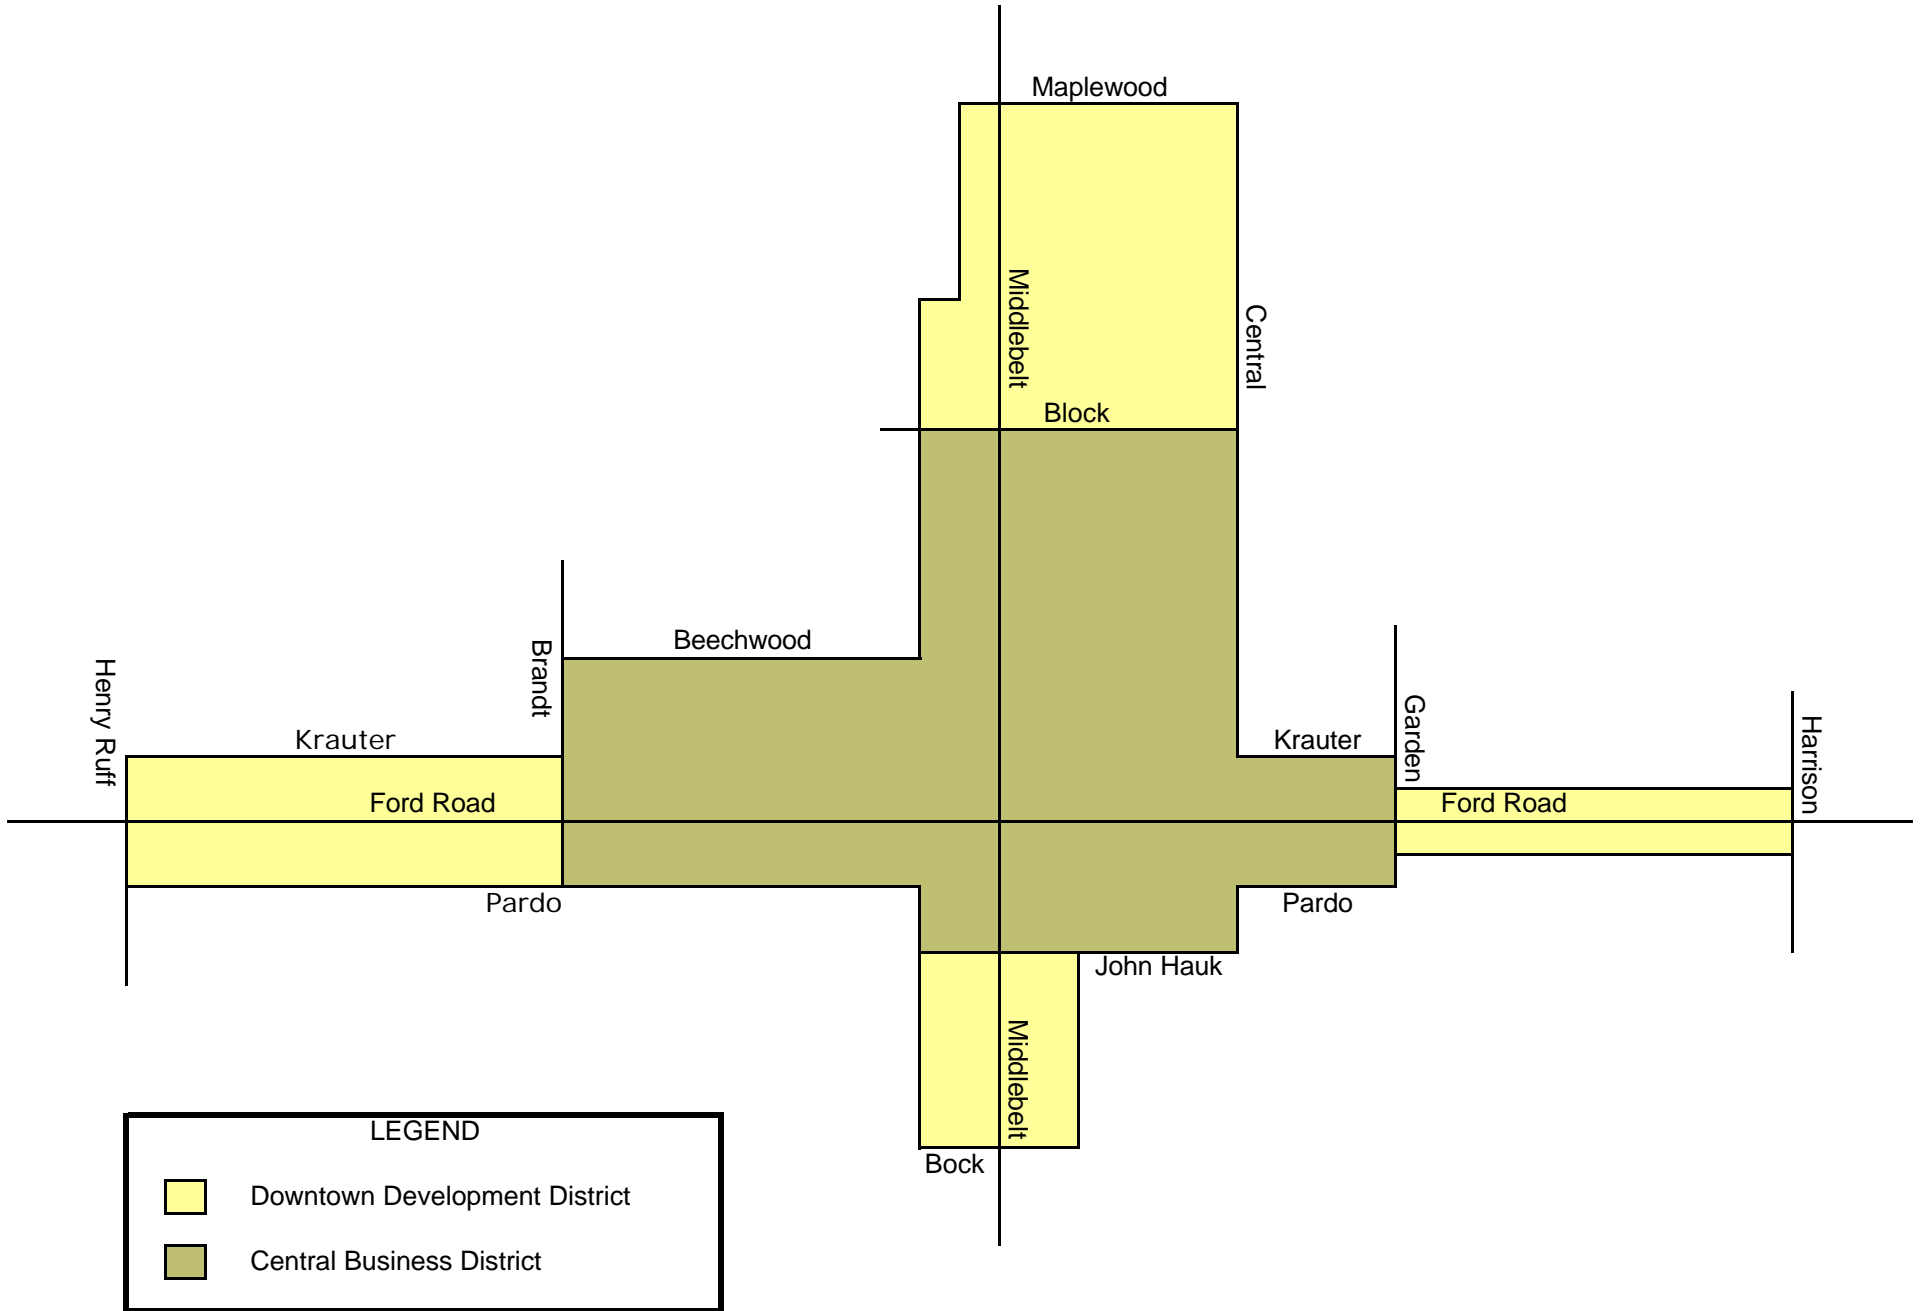 Maplewood
Middlebelt
Central
Block
Beechwood
Brandt
Henry Ruff
Krauter
Krauter
Garden
Harrison
Ford Road
Ford Road
Pardo
Pardo
John Hauk
Middlebelt
Bock
LEGEND
Downtown Development District
Central Business District